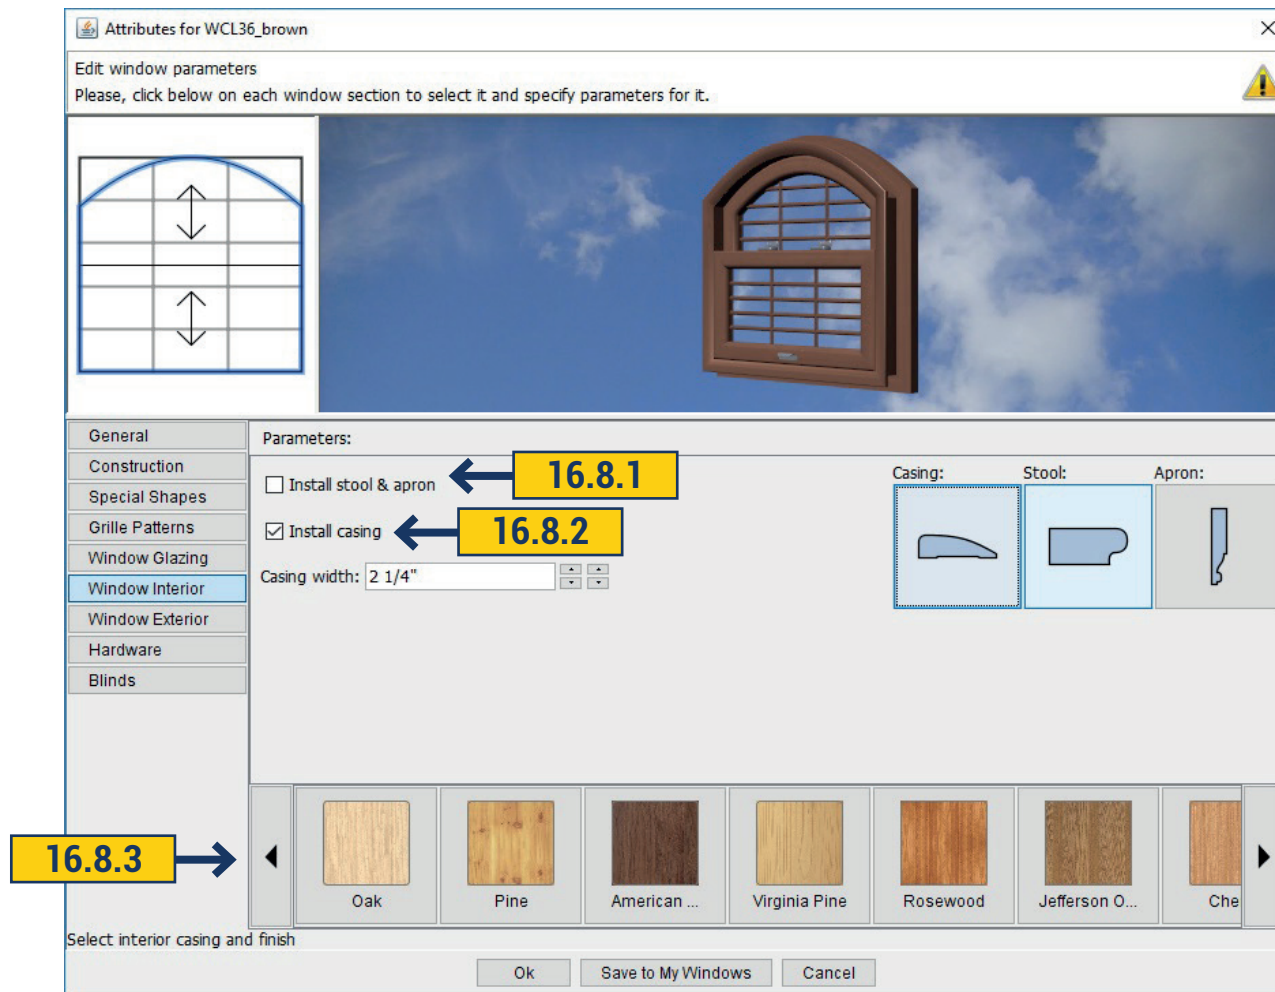 Attributes for WCL36_brown
Edit window parameters
Please, click below on each window section to select it and specify parameters for it.
General
Construction
Special Shapes
Grille Patterns
Window Glazing
Window Interior
Window Exterior
Hardware
Blinds
Parameters:
Install stool & apron
16.8.1
Install casing
16.8.2
Casing width: 2 1/4"
Casing: Stool: Apron:
16.8.3
Oak Pine American ... Virginia Pine Rosewood Jefferson O... Che
Select interior casing and finish
Ok Save to My Windows Cancel